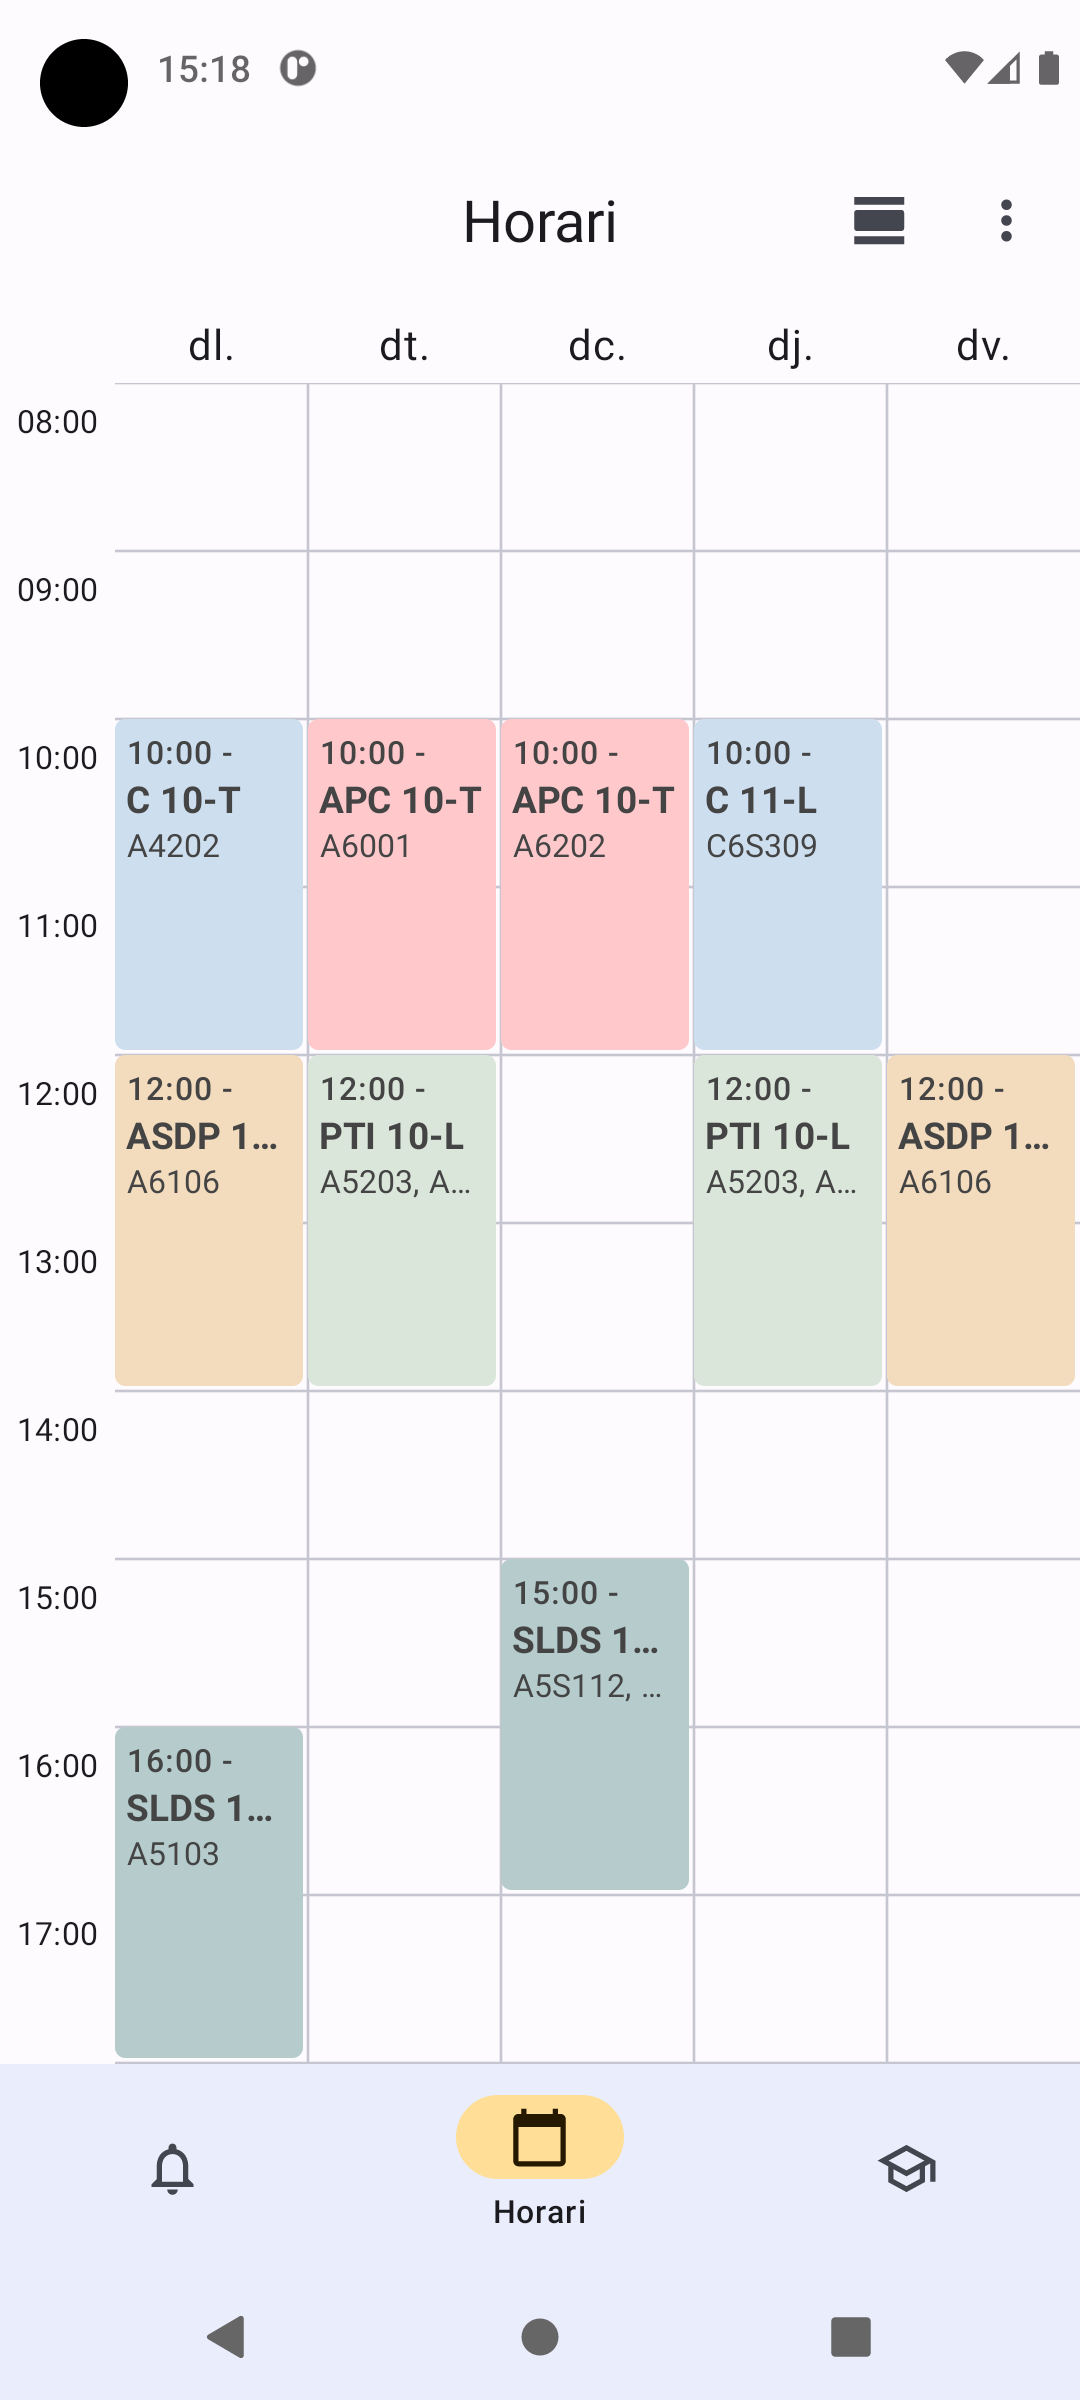 15:18
Horari
dl. dt. dc. dj. dv.
08:00
09:00
10:00
10:00 -
C 10-T
A4202
10:00 -
APC 10-T
A6001
10:00 -
APC 10-T
A6202
10:00 -
C 11-L
C6S309
11:00
12:00
12:00 -
ASDP 1...
A6106
12:00 -
PTI 10-L
A5203, A...
12:00 -
PTI 10-L
A5203, A...
12:00 -
ASDP 1...
A6106
13:00
14:00
15:00
15:00 -
SLDS 1...
A5S112, ...
16:00
16:00 -
SLDS 1...
A5103
17:00
Horari